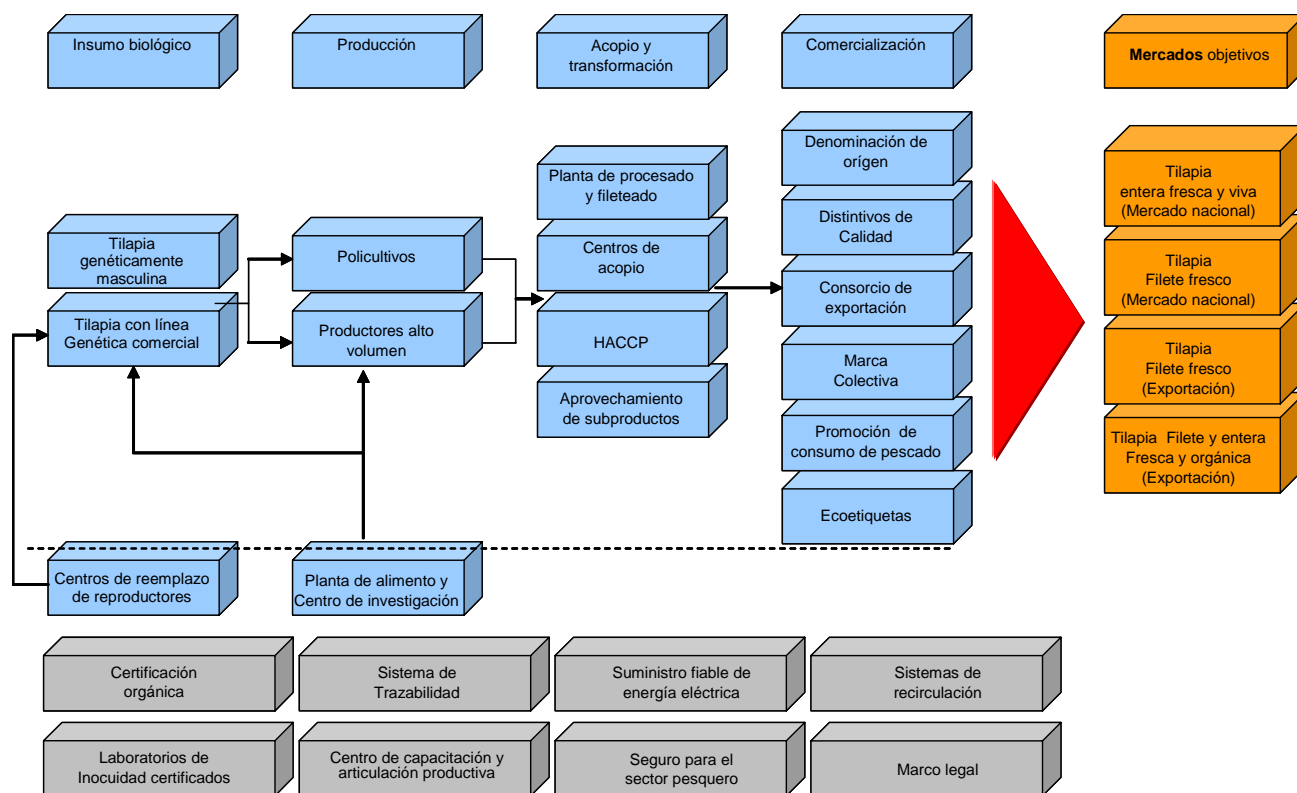 Insumo biológico
Producción
Acopio y
transformación
Comercialización
Mercados objetivos
Tilapia
genéticamente
masculina
Tilapia con línea
Genética comercial
Policultivos
Productores alto
volumen
Planta de procesado
y fileteado
Centros de
acopio
HACCP
Aprovechamiento
de subproductos
Denominación de
orígen
Distintivos de
Calidad
Consorcio de
exportación
Marca
Colectiva
Promoción de
consumo de pescado
Ecoetiquetas
Tilapia
entera fresca y viva
(Mercado nacional)
Tilapia
Filete fresco
(Mercado nacional)
Tilapia
Filete fresco
(Exportación)
Tilapia Filete y entera
Fresca y orgánica
(Exportación)
Centros de reemplazo
de reproductores
Planta de alimento y
Centro de investigación
Certificación
orgánica
Sistema de
Trazabilidad
Suministro fiable de
energía eléctrica
Sistemas de
recirculación
Laboratorios de
Inocuidad certificados
Centro de capacitación y
articulación productiva
Seguro para el
sector pesquero
Marco legal